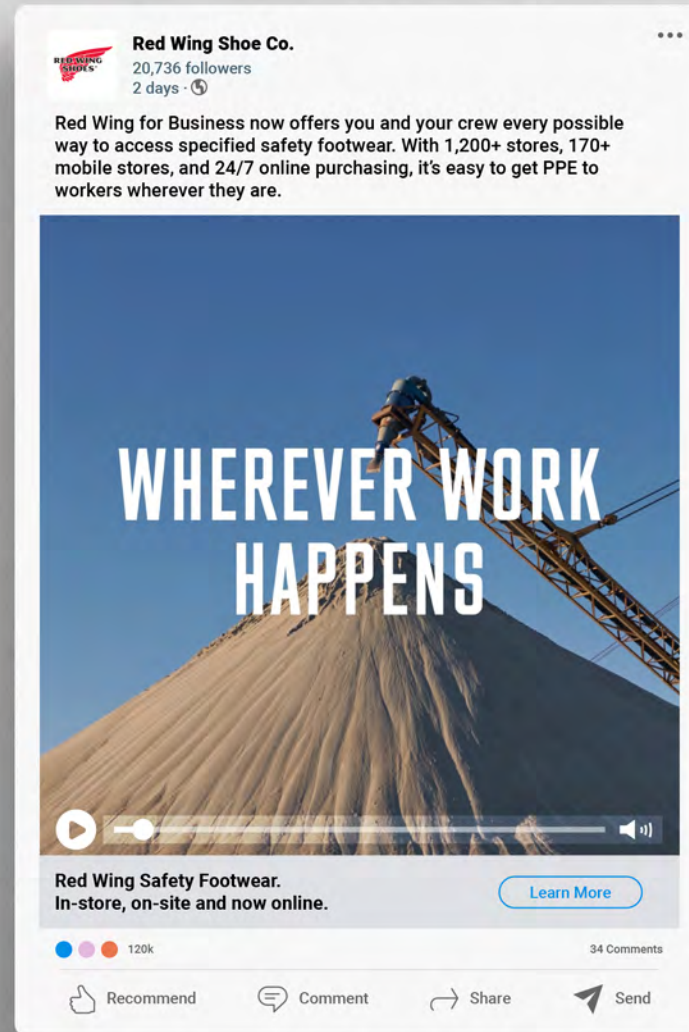 RED WING
SHOES
Red Wing Shoe Co.
20,736 followers
2 days ·
Red Wing for Business now offers you and your crew every possible
way to access specified safety footwear. With 1,200+ stores, 170+
mobile stores, and 24/7 online purchasing, it’s easy to get PPE to
workers wherever they are.
WHEREVER WORK
HAPPENS
Red Wing Safety Footwear.
In-store, on-site and now online.
Learn More
120k
34 Comments
Recommend
Comment
Share
Send